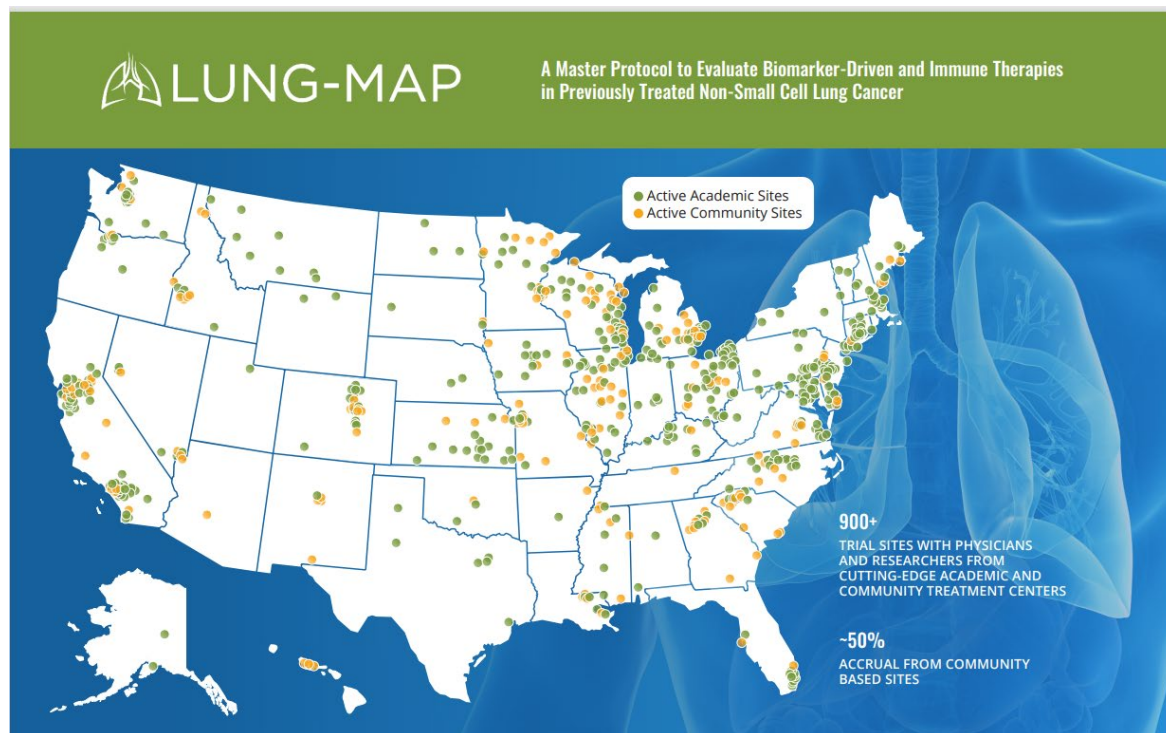 LUNG-MAP
A Master Protocol to Evaluate Biomarker-Driven and Immune Therapies
in Previously Treated Non-Small Cell Lung Cancer
Active Academic Sites
Active Community Sites
900+
TRIAL SITES WITH PHYSICIANS
AND RESEARCHERS FROM
CUTTING-EDGE ACADEMIC AND
COMMUNITY TREATMENT CENTERS
~50%
ACCRUAL FROM COMMUNITY
BASED SITES